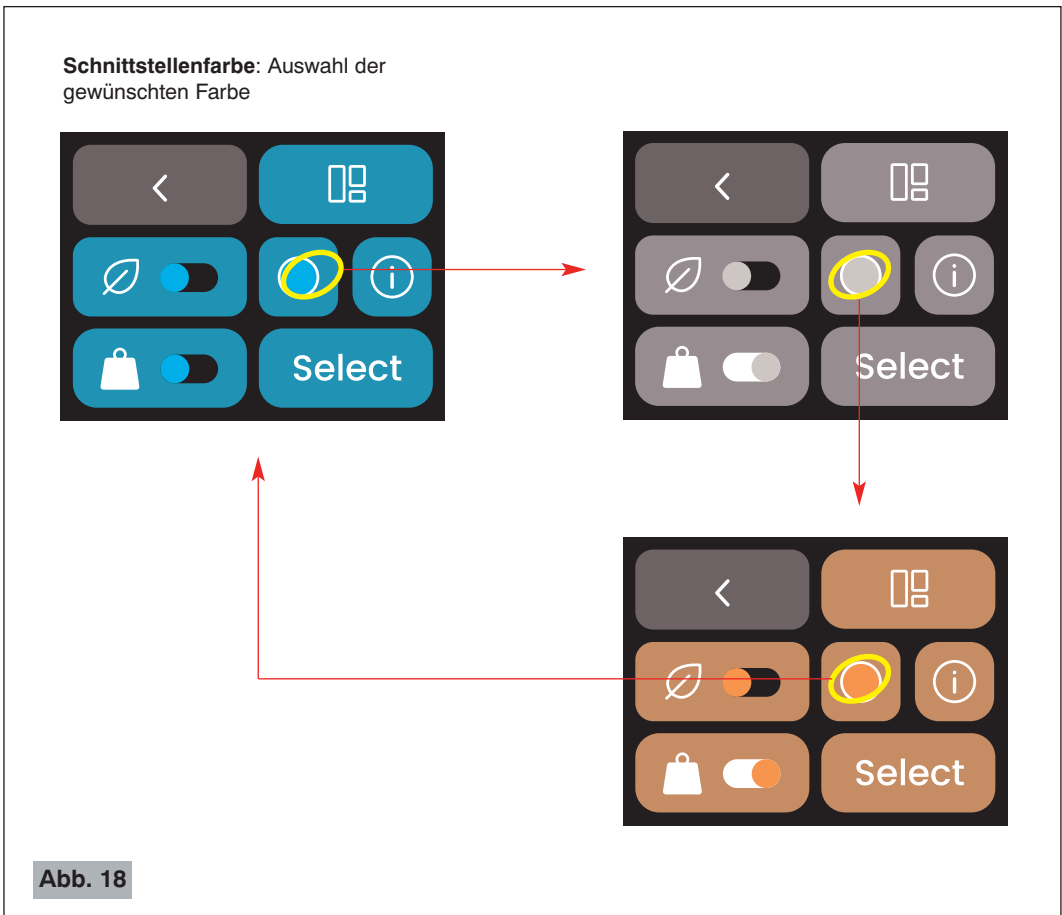 Schnittstellenfarbe: Auswahl der
gewünschten Farbe
Select
Select
Select
Abb. 18